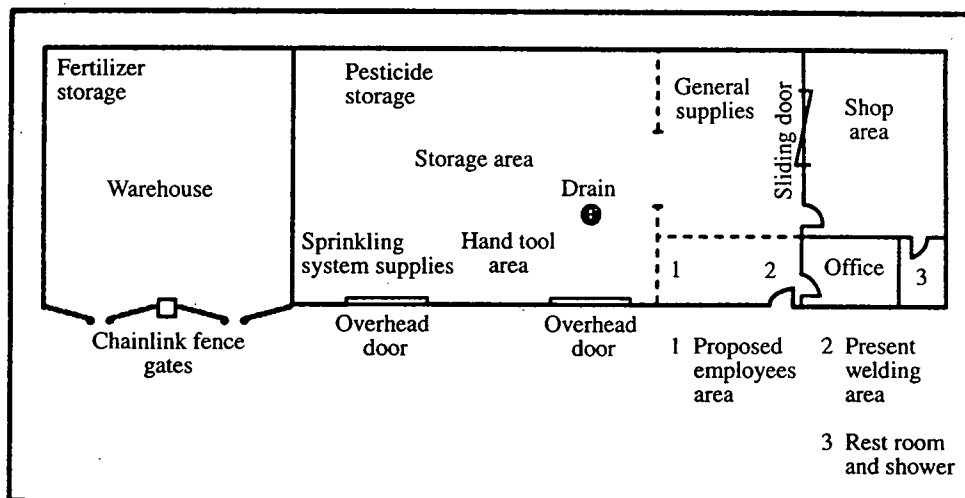 Fertilizer
storage
Pesticide
storage
General
supplies
Sliding door
Shop
area
Storage area
Warehouse
Drain
Sprinkling
system supplies
Hand tool
area
1
2
Office
3
Chainlink fence
gates
Overhead
door
Overhead
door
1 Proposed
employees
area
2 Present
welding
area
3 Rest room
and shower